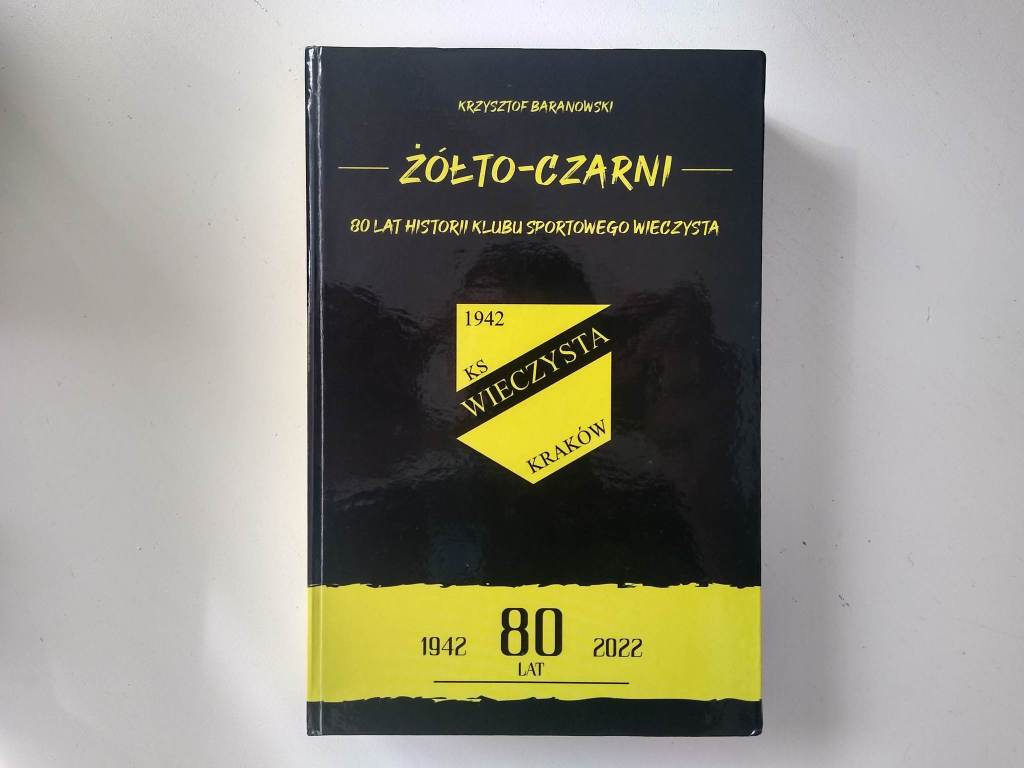 KRZYSZTOF BARANOWSKI
ŻÓŁTO-CZARNI
80 LAT HISTORII KLUBU SPORTOWEGO WIECZYSTA
1942
KS
WIECZYSTA
KRAKÓW
1942 80 2022
LAT